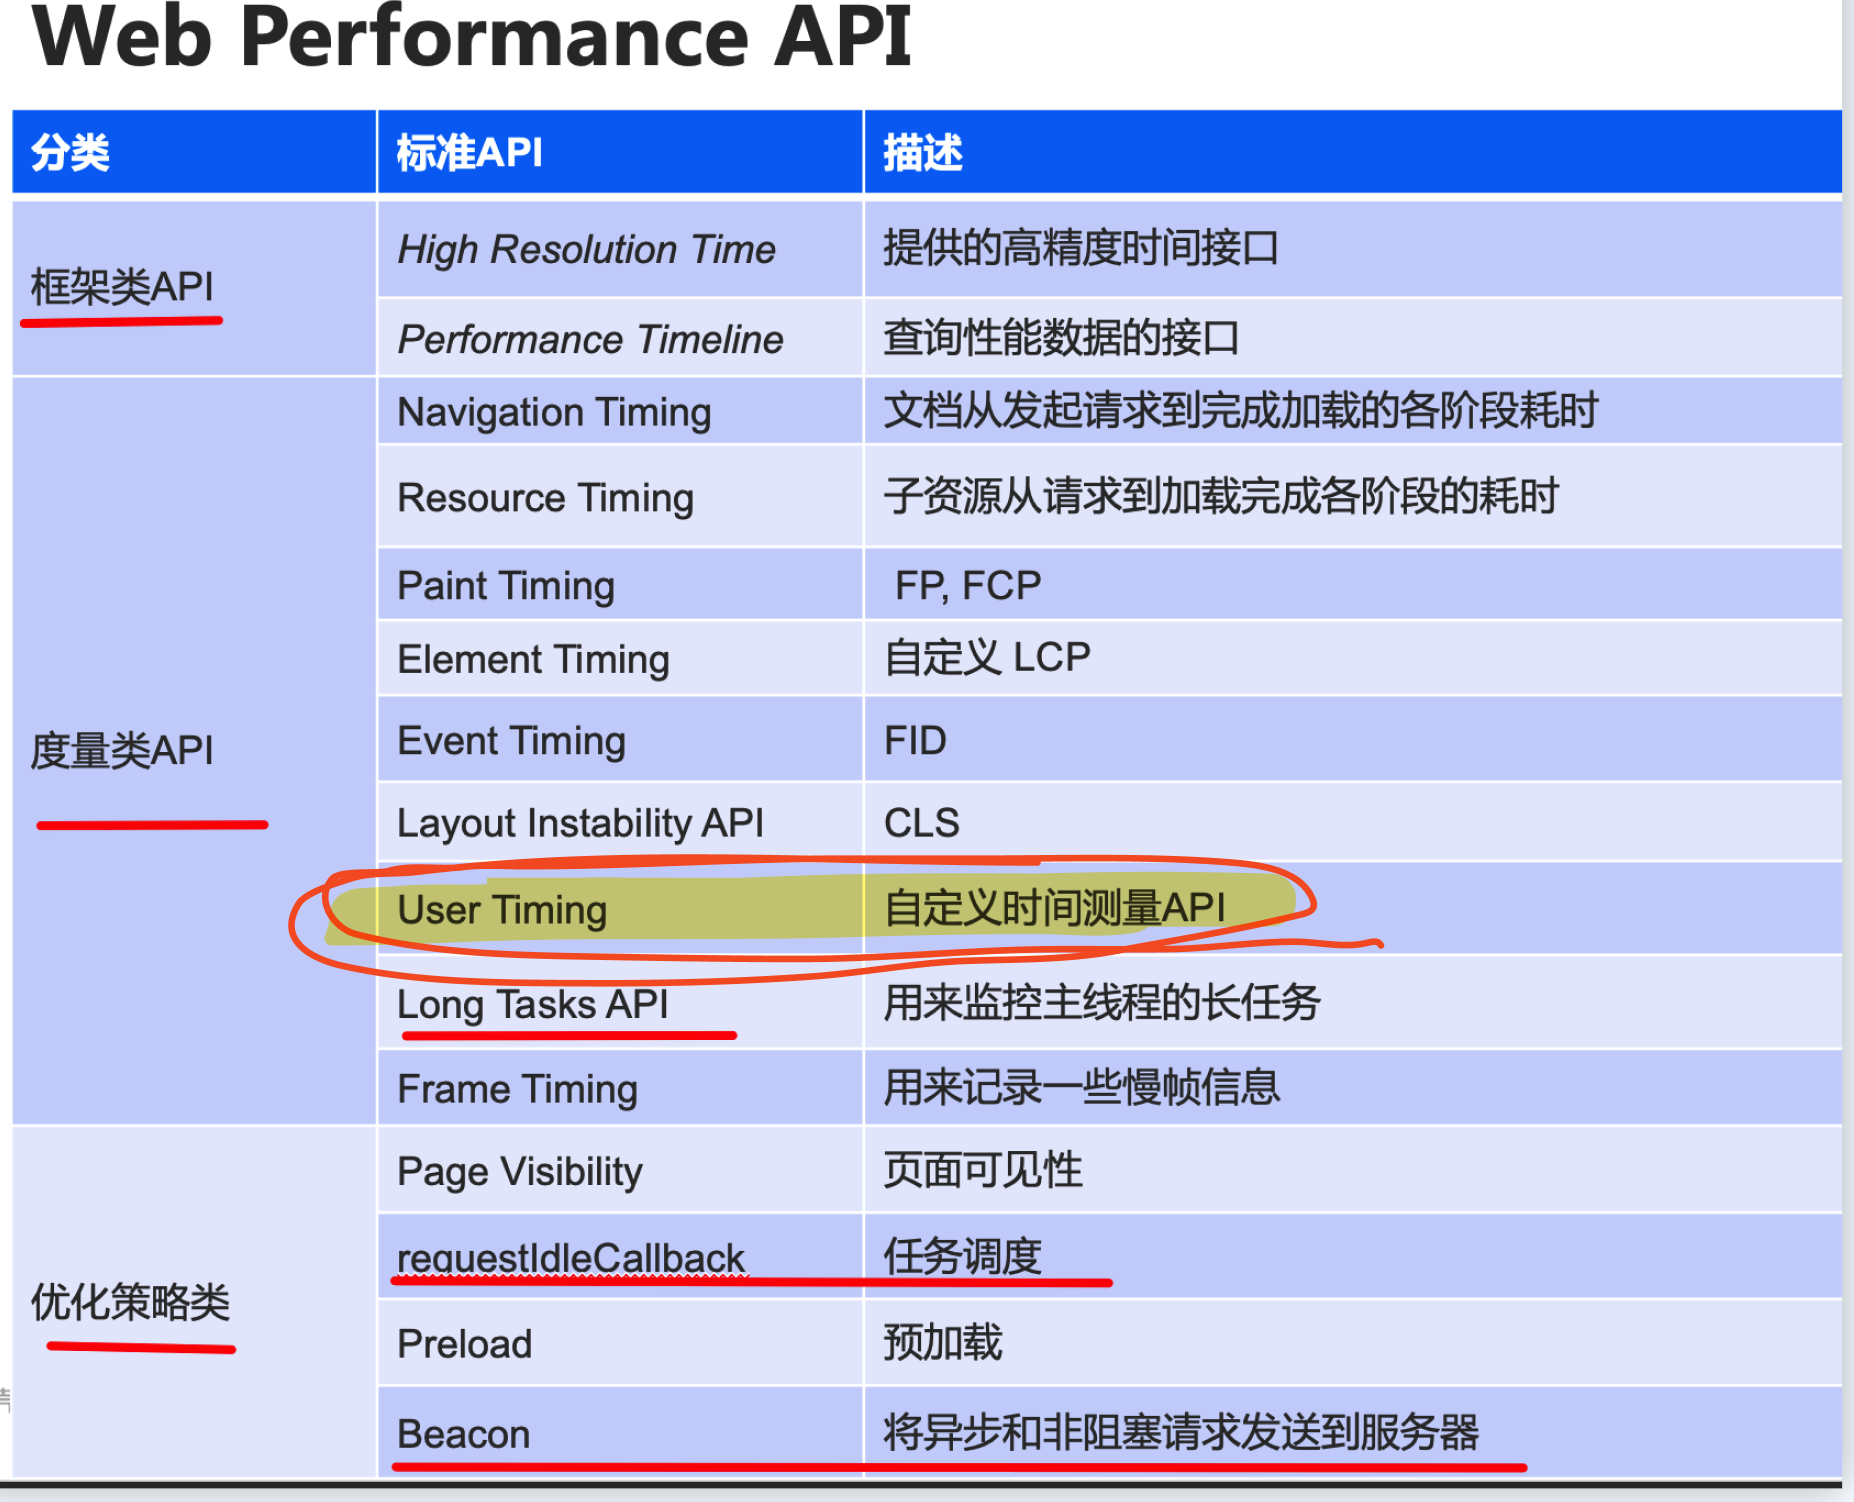 Web Performance API
分类 标准API 描述
框架类API
High Resolution Time 提供的高精度时间接口
Performance Timeline 查询性能数据的接口
度量类API
Navigation Timing 文档从发起请求到完成加载的各阶段耗时
Resource Timing 子资源从请求到加载完成各阶段的耗时
Paint Timing FP, FCP
Element Timing 自定义 LCP
Event Timing FID
Layout Instability API CLS
User Timing 自定义时间测量API
Long Tasks API 用来监控主线程的长任务
Frame Timing 用来记录一些慢帧信息
优化策略类
Page Visibility 页面可见性
requestIdleCallback 任务调度
Preload 预加载
Beacon 将异步和非阻塞请求发送到服务器